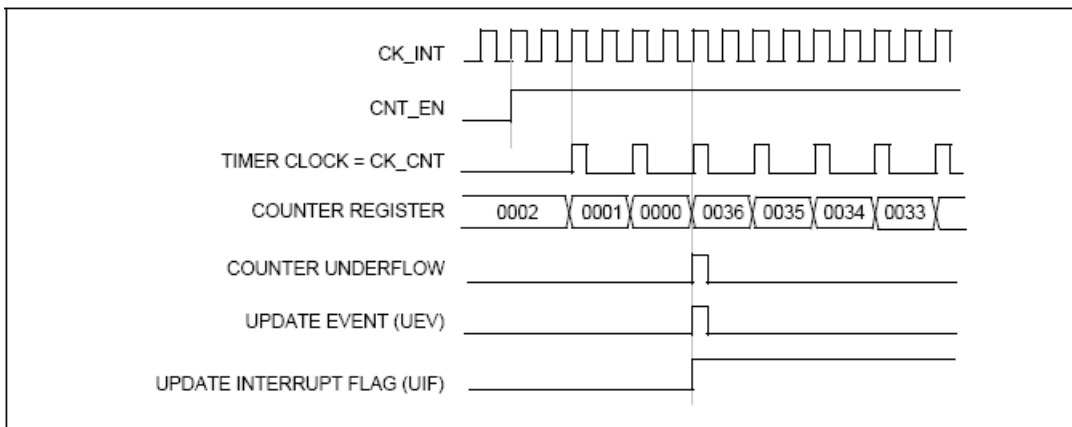 CK_INT
CNT_EN
TIMER CLOCK = CK_CNT
COUNTER REGISTER 0002 0001 0000 0036 0035 0034 0033
COUNTER UNDERFLOW
UPDATE EVENT (UEV)
UPDATE INTERRUPT FLAG (UIF)